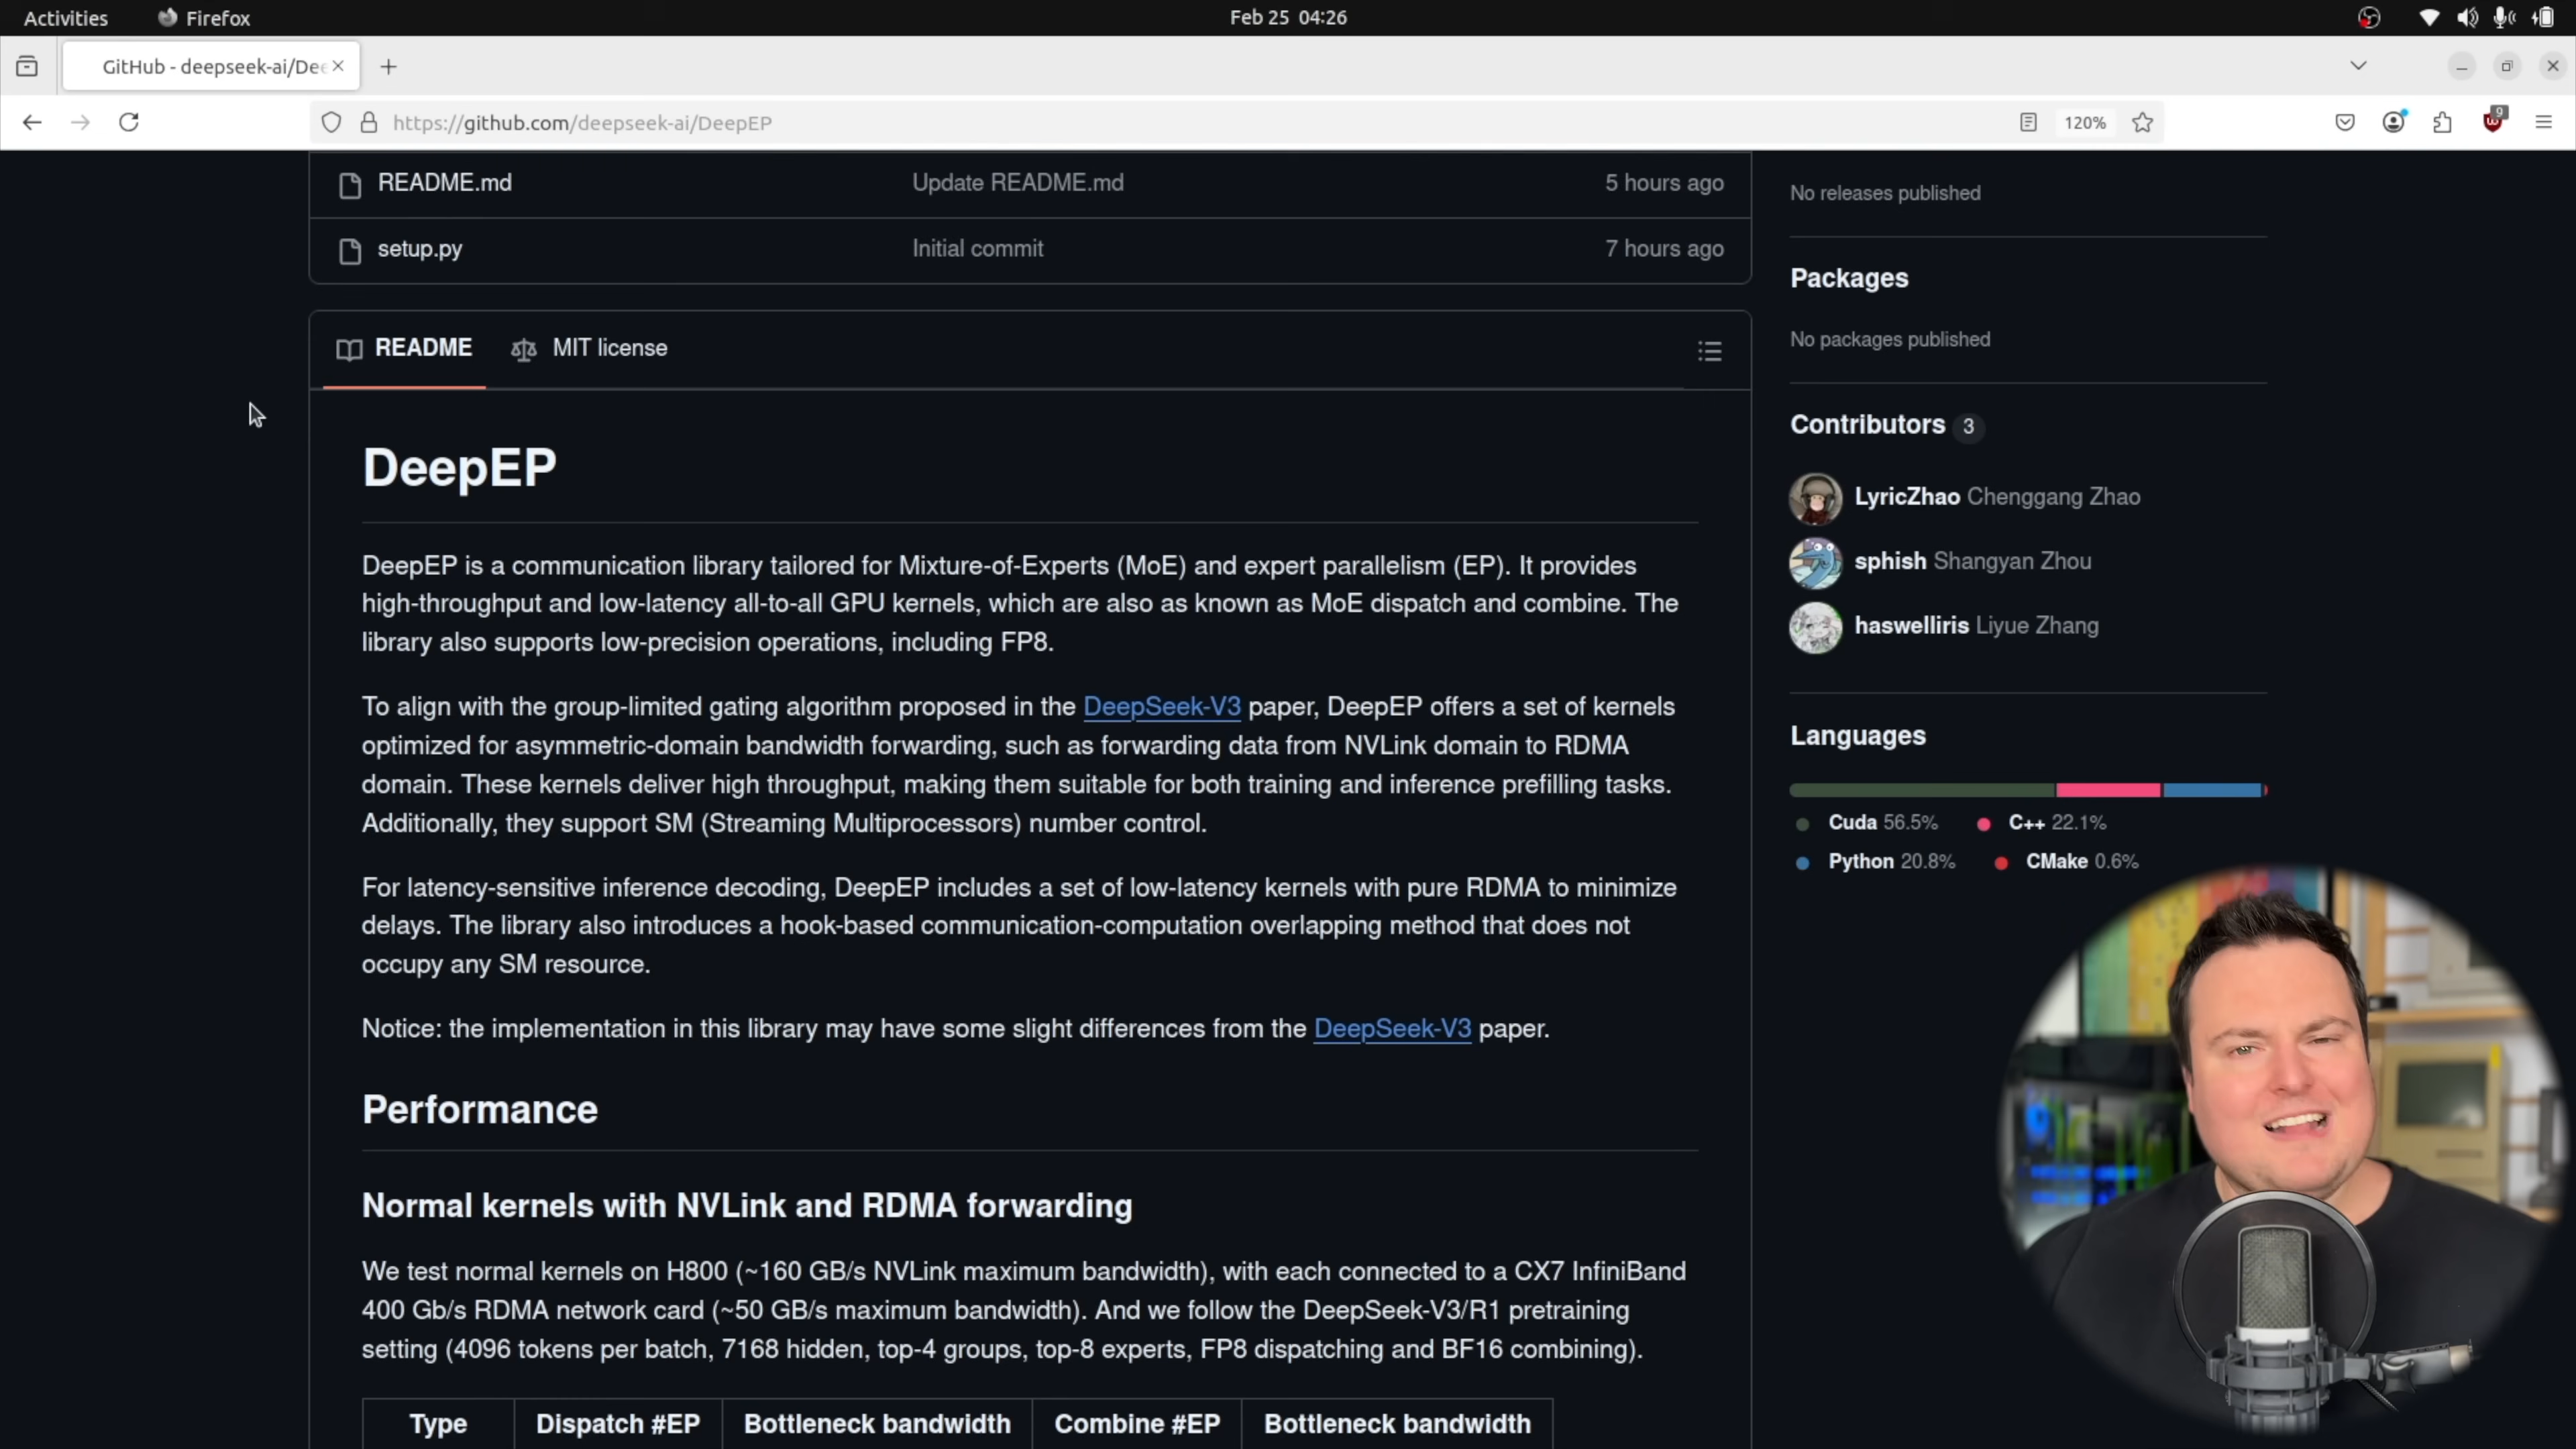 Activities Firefox Feb 25 04:26
GitHub - deepseek-ai/Dee
https://github.com/deepseek-ai/DeepEP 120% 9
README.md Update README.md 5 hours ago
setup.py Initial commit 7 hours ago
README MIT license
DeepEP
DeepEP is a communication library tailored for Mixture-of-Experts (MoE) and expert parallelism (EP). It provides
high-throughput and low-latency all-to-all GPU kernels, which are also as known as MoE dispatch and combine. The
library also supports low-precision operations, including FP8.
To align with the group-limited gating algorithm proposed in the DeepSeek-V3 paper, DeepEP offers a set of kernels
optimized for asymmetric-domain bandwidth forwarding, such as forwarding data from NVLink domain to RDMA
domain. These kernels deliver high throughput, making them suitable for both training and inference prefilling tasks.
Additionally, they support SM (Streaming Multiprocessors) number control.
For latency-sensitive inference decoding, DeepEP includes a set of low-latency kernels with pure RDMA to minimize
delays. The library also introduces a hook-based communication-computation overlapping method that does not
occupy any SM resource.
Notice: the implementation in this library may have some slight differences from the DeepSeek-V3 paper.
Performance
Normal kernels with NVLink and RDMA forwarding
We test normal kernels on H800 (~160 GB/s NVLink maximum bandwidth), with each connected to a CX7 InfiniBand
400 Gb/s RDMA network card (~50 GB/s maximum bandwidth). And we follow the DeepSeek-V3/R1 pretraining
setting (4096 tokens per batch, 7168 hidden, top-4 groups, top-8 experts, FP8 dispatching and BF16 combining).
Type Dispatch #EP Bottleneck bandwidth Combine #EP Bottleneck bandwidth
No releases published
Packages
No packages published
Contributors 3
LyricZhao Chenggang Zhao
sphish Shangyan Zhou
haswelliris Liyue Zhang
Languages
Cuda 56.5% C++ 22.1%
Python 20.8% CMake 0.6%